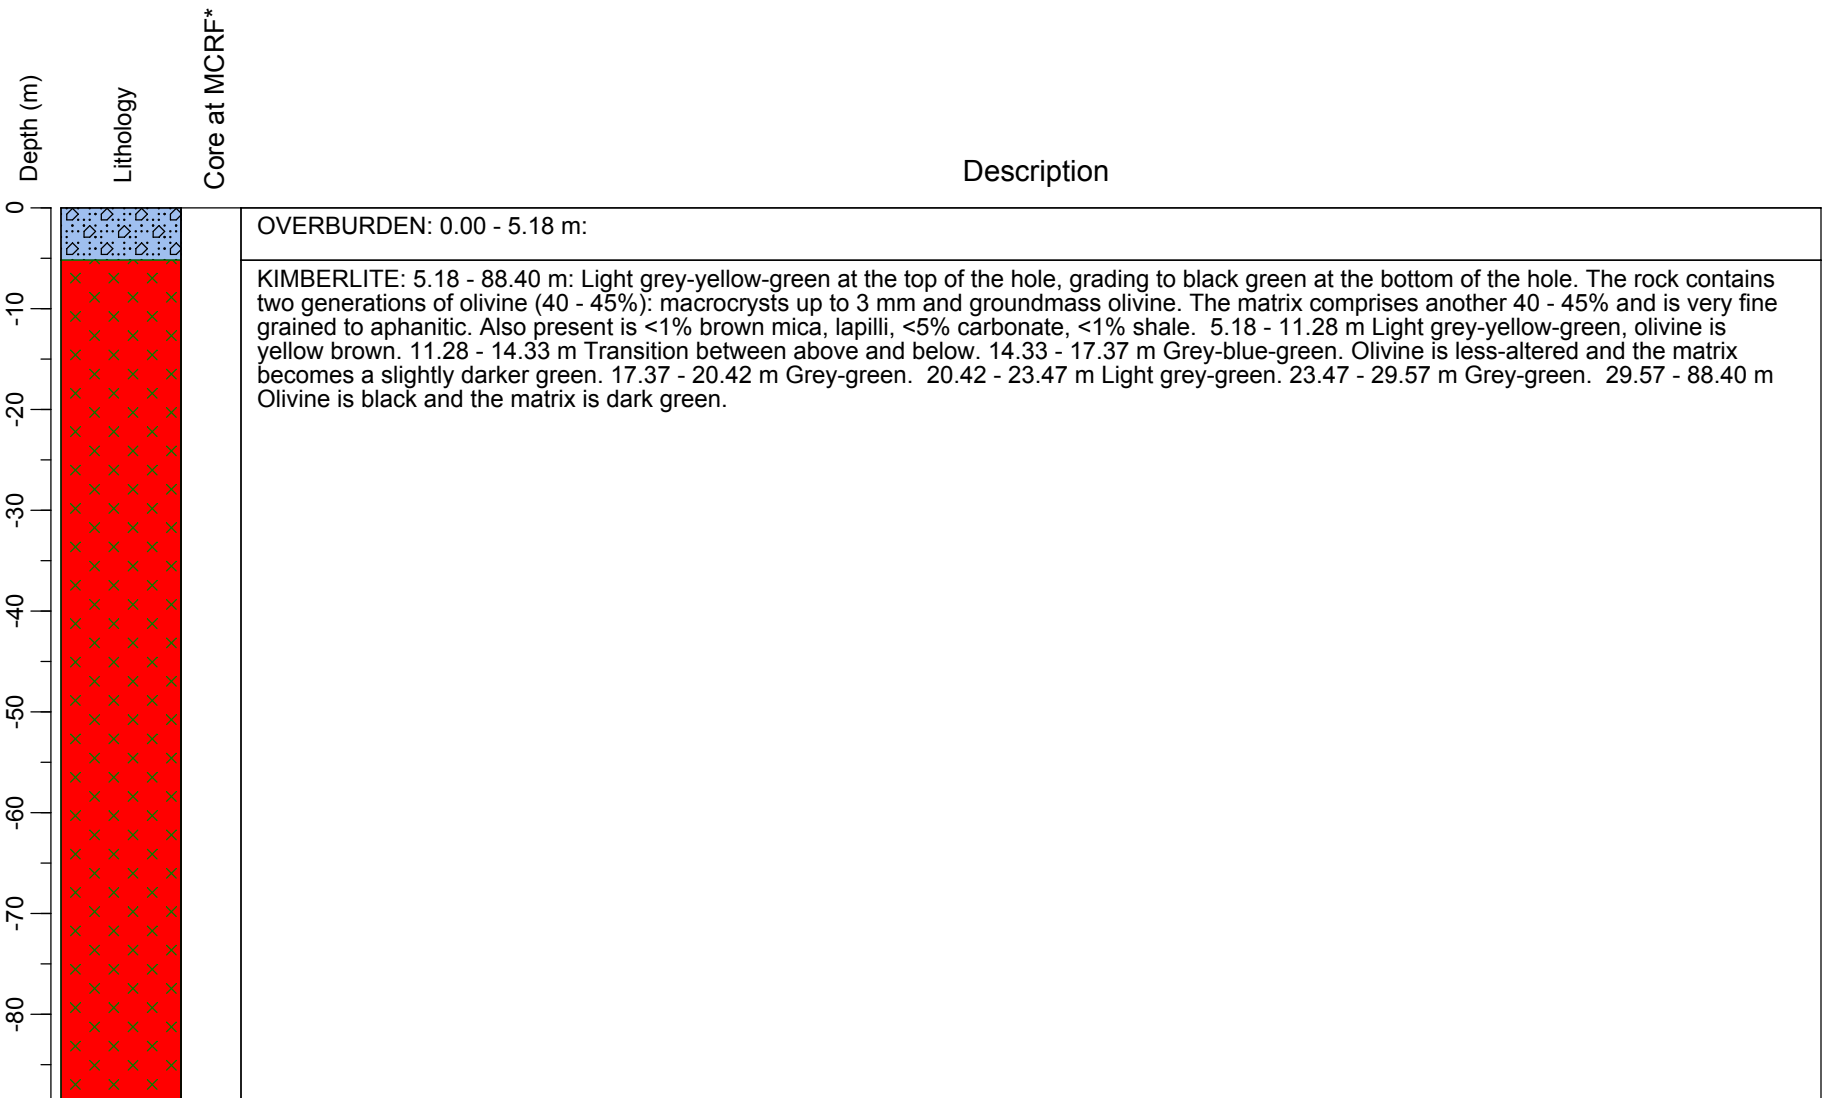 Depth (m)
Lithology
Core at MCRF*
Description
0
-10
-20
-30
-40
-50
-60
-70
-80
OVERBURDEN: 0.00 - 5.18 m:
KIMBERLITE: 5.18 - 88.40 m: Light grey-yellow-green at the top of the hole, grading to black green at the bottom of the hole. The rock contains
two generations of olivine (40 - 45%): macrocrysts up to 3 mm and groundmass olivine. The matrix comprises another 40 - 45% and is very fine
grained to aphanitic. Also present is <1% brown mica, lapilli, <5% carbonate, <1% shale.  5.18 - 11.28 m Light grey-yellow-green, olivine is
yellow brown. 11.28 - 14.33 m Transition between above and below. 14.33 - 17.37 m Grey-blue-green. Olivine is less-altered and the matrix
becomes a slightly darker green. 17.37 - 20.42 m Grey-green.  20.42 - 23.47 m Light grey-green. 23.47 - 29.57 m Grey-green.  29.57 - 88.40 m
Olivine is black and the matrix is dark green.